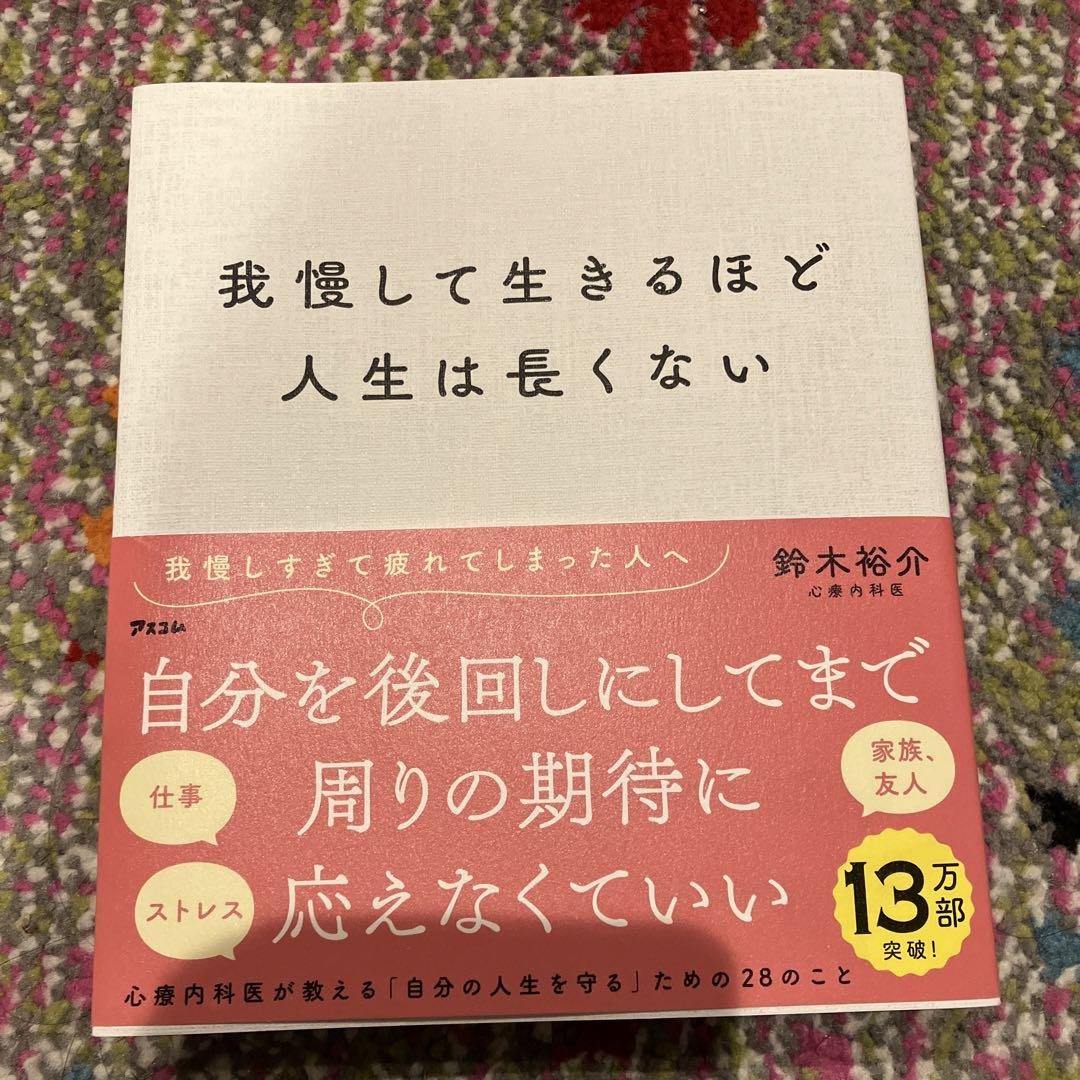 我慢して生きるほど
人生は長くない
我慢しすぎて疲れてしまった人へ
鈴木裕介
心療内科医
アスコム
自分を後回しにしてまで
周りの期待に
応えなくていい
仕事
ストレス
家族、
友人
13万部
突破!
心療内科医が教える「自分の人生を守る」ための28のこと